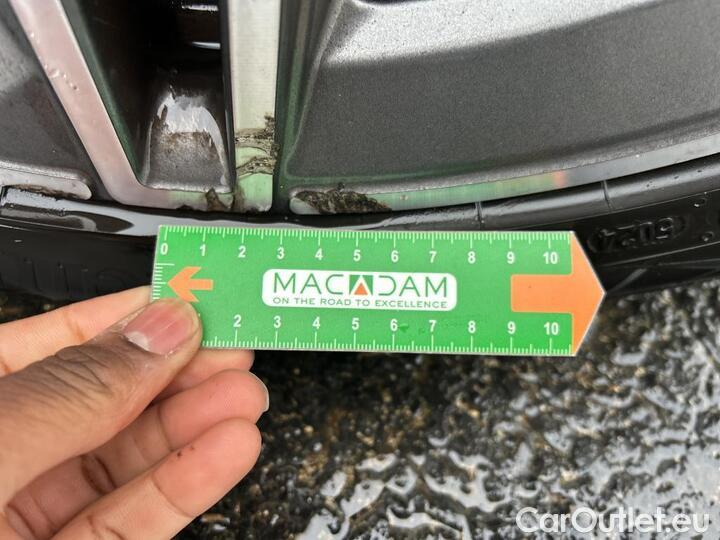 0 1 2 3 4 5 6 7 8 9 10
MACADAM
ON THE ROAD TO EXCELLENCE
2 3 4 5 6 7 8 9 10
CarOutlet.eu